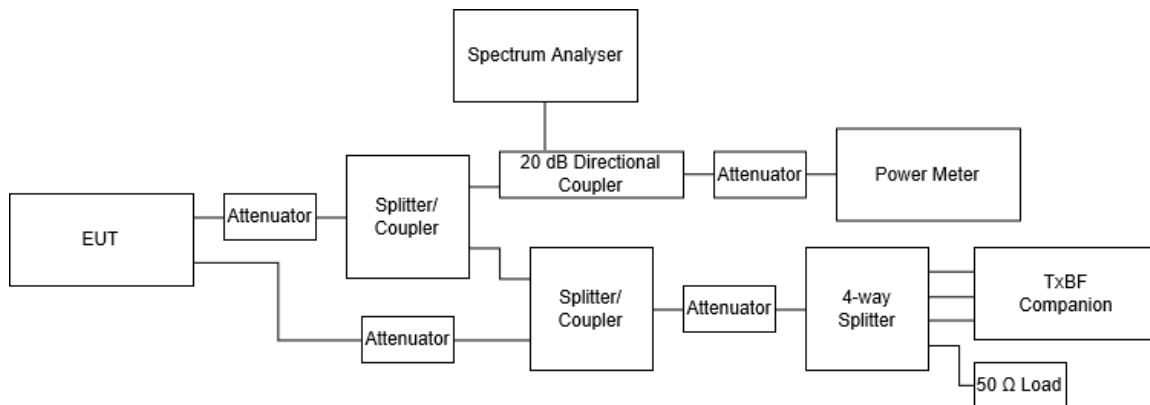 Spectrum Analyser
20 dB Directional
Coupler
Attenuator
Power Meter
EUT
Attenuator
Splitter/
Coupler
Attenuator
Splitter/
Coupler
Attenuator
4-way
Splitter
TxBF
Companion
50 Ω Load